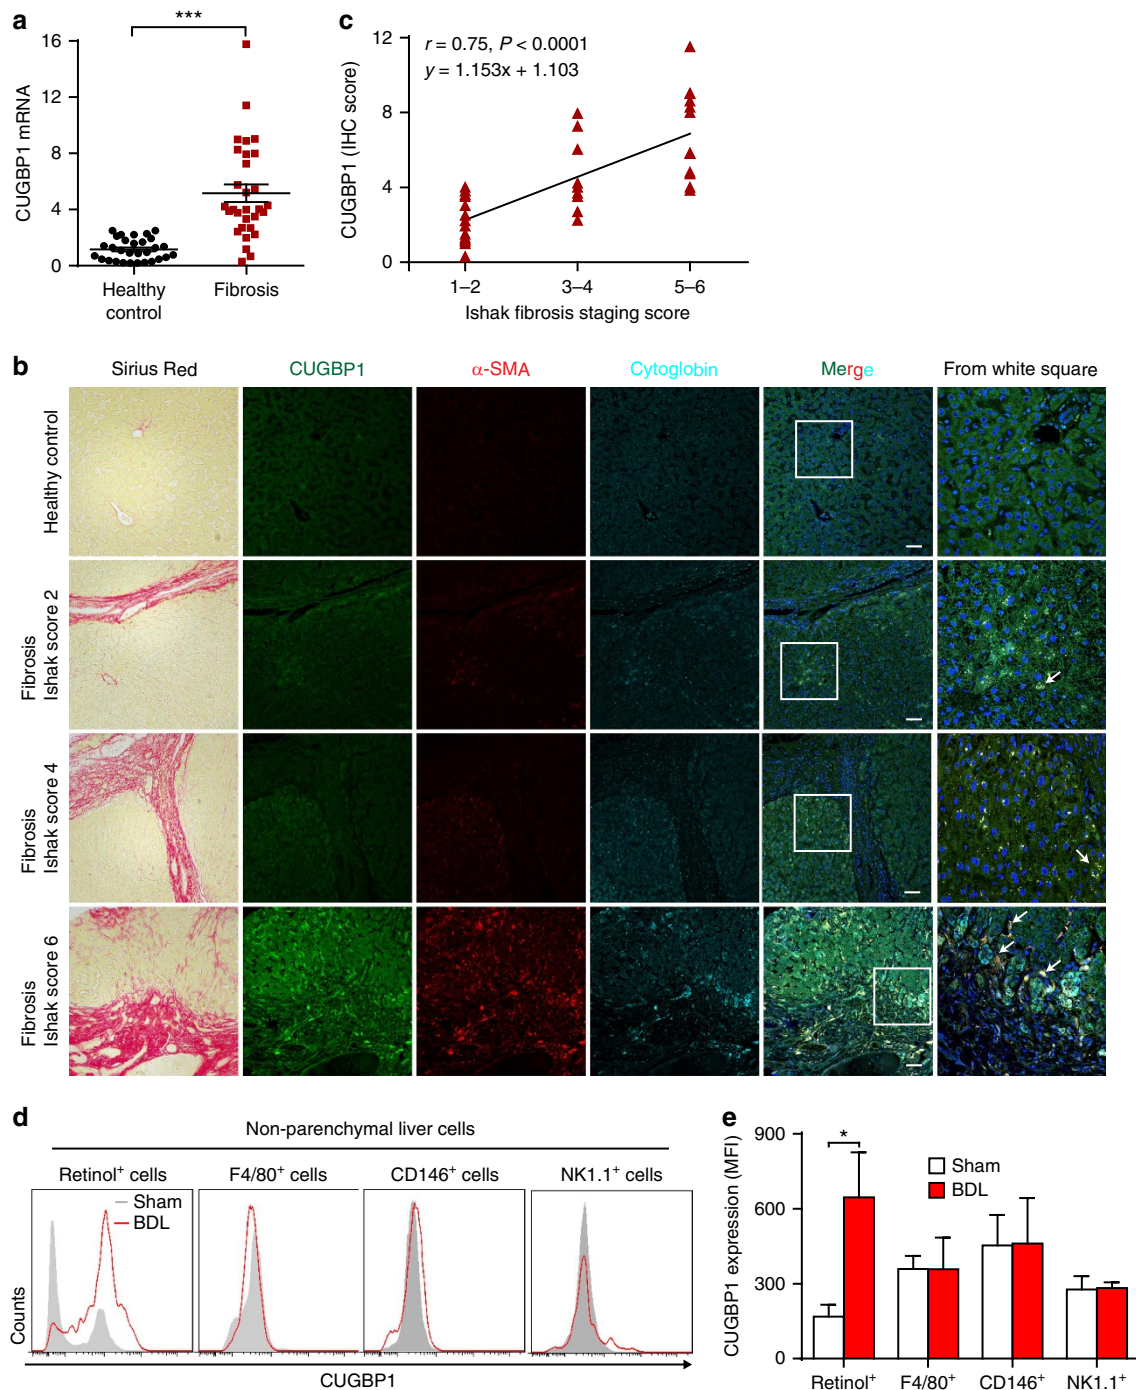 a
***
16
12
8
4
0
CUGBP1 mRNA
Healthy
control
Fibrosis
c
r = 0.75, P < 0.0001
y = 1.153x + 1.103
12
8
4
0
CUGBP1 (IHC score)
1–2
3–4
5–6
Ishak fibrosis staging score
b
Sirius Red
CUGBP1
α-SMA
Cytoglobin
Merge
From white square
Healthy control
Fibrosis
Ishak score 2
Fibrosis
Ishak score 4
Fibrosis
Ishak score 6
d
Non-parenchymal liver cells
Retinol⁺ cells
F4/80⁺ cells
CD146⁺ cells
NK1.1⁺ cells
Sham
BDL
Counts
CUGBP1
e
900
600
300
0
CUGBP1 expression (MFI)
*
Sham
BDL
Retinol⁺
F4/80⁺
CD146⁺
NK1.1⁺